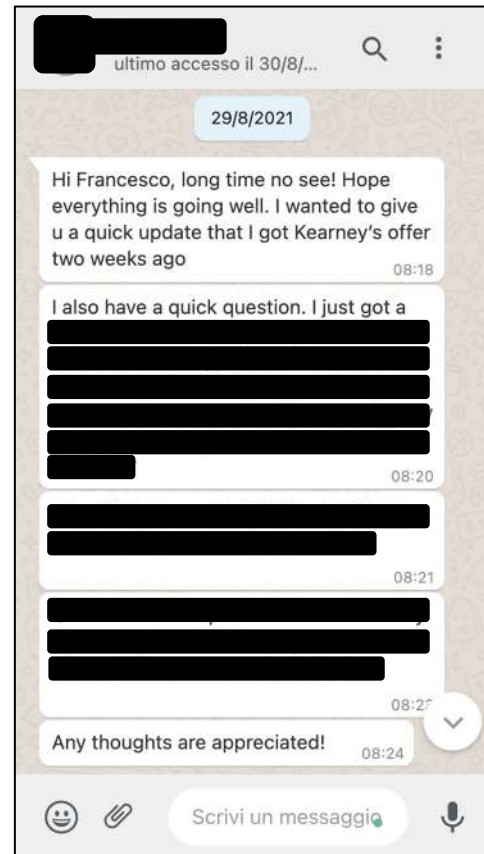 ultimo accesso il 30/8/...
29/8/2021
Hi Francesco, long time no see! Hope
everything is going well. I wanted to give
u a quick update that I got Kearney's offer
two weeks ago
08:18
I also have a quick question. I just got a
08:20
08:21
Any thoughts are appreciated!
08:24
Scrivi un messaggio